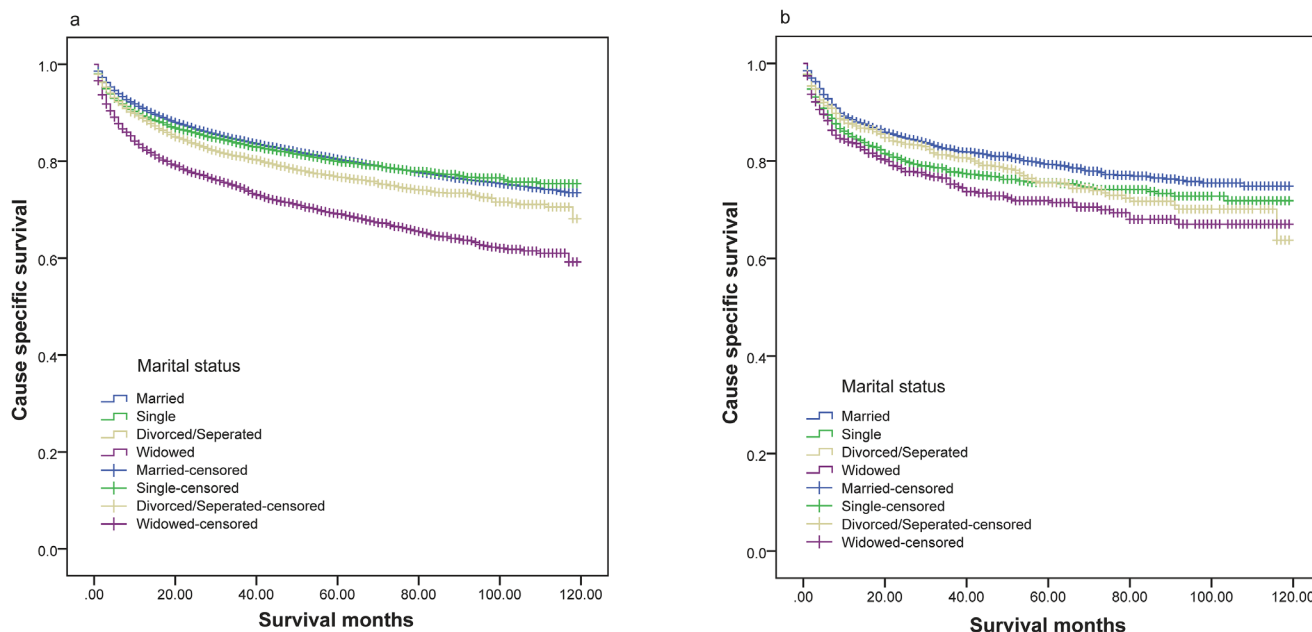 a
Cause specific survival
1.0
0.8
0.6
0.4
0.2
0.0
Marital status
Married
Single
Divorced/Seperated
Widowed
Married-censored
Single-censored
Divorced/Seperated-censored
Widowed-censored
.00 20.00 40.00 60.00 80.00 100.00 120.00
Survival months
b
Cause specific survival
1.0
0.8
0.6
0.4
0.2
0.0
Marital status
Married
Single
Divorced/Seperated
Widowed
Married-censored
Single-censored
Divorced/Seperated-censored
Widowed-censored
.00 20.00 40.00 60.00 80.00 100.00 120.00
Survival months